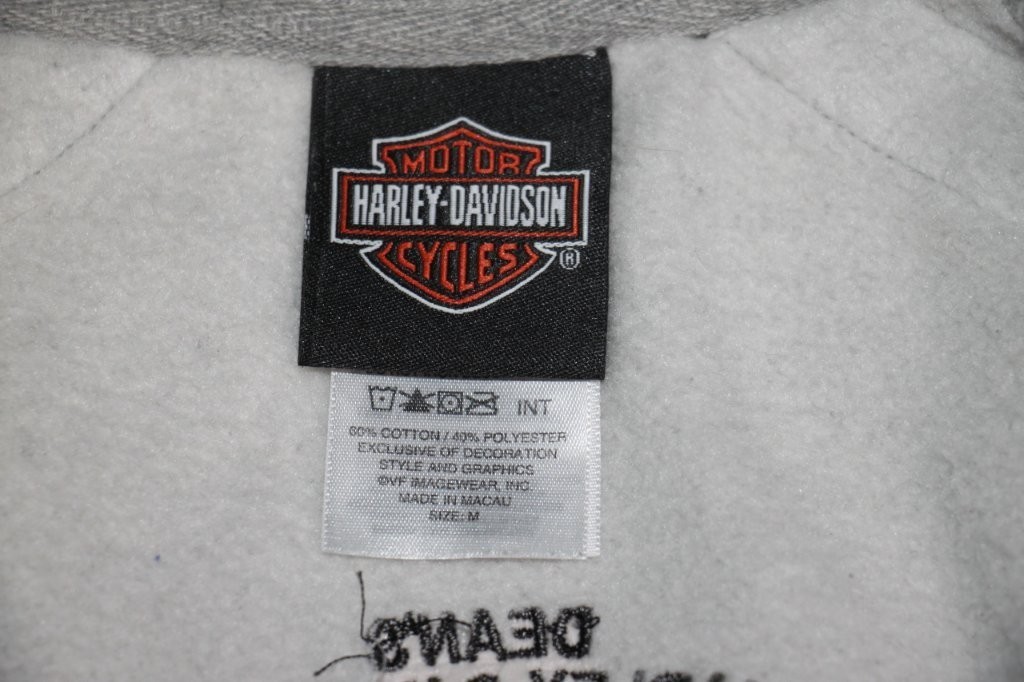 MOTOR
HARLEY-DAVIDSON
CYCLES
®
INT
60% COTTON / 40% POLYESTER
EXCLUSIVE OF DECORATION
STYLE AND GRAPHICS
©VF IMAGEWEAR, INC.
MADE IN MACAU
SIZE: M
DEAN'S